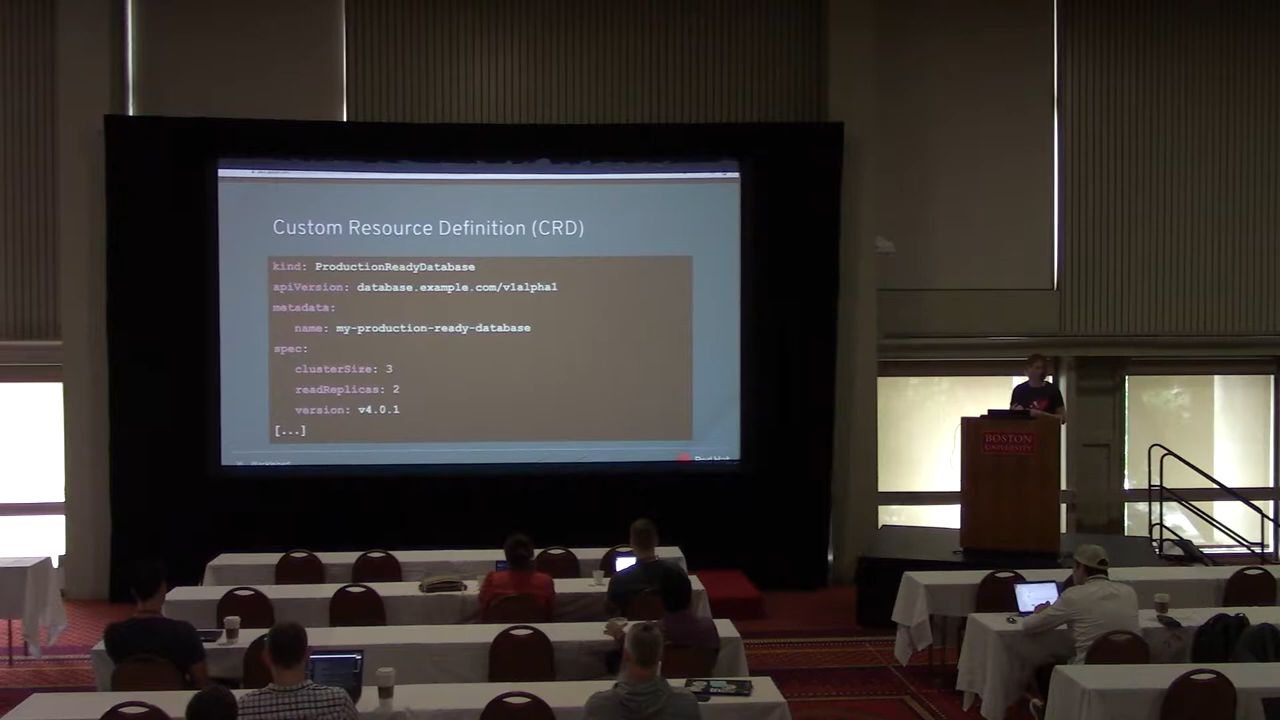 Custom Resource Definition (CRD)
kind: ProductionReadyDatabase
apiVersion: database.example.com/v1alpha1
metadata:
name: my-production-ready-database
spec:
clusterSize: 3
readReplicas: 2
version: v4.0.1
[...]
BOSTON
UNIVERSITY